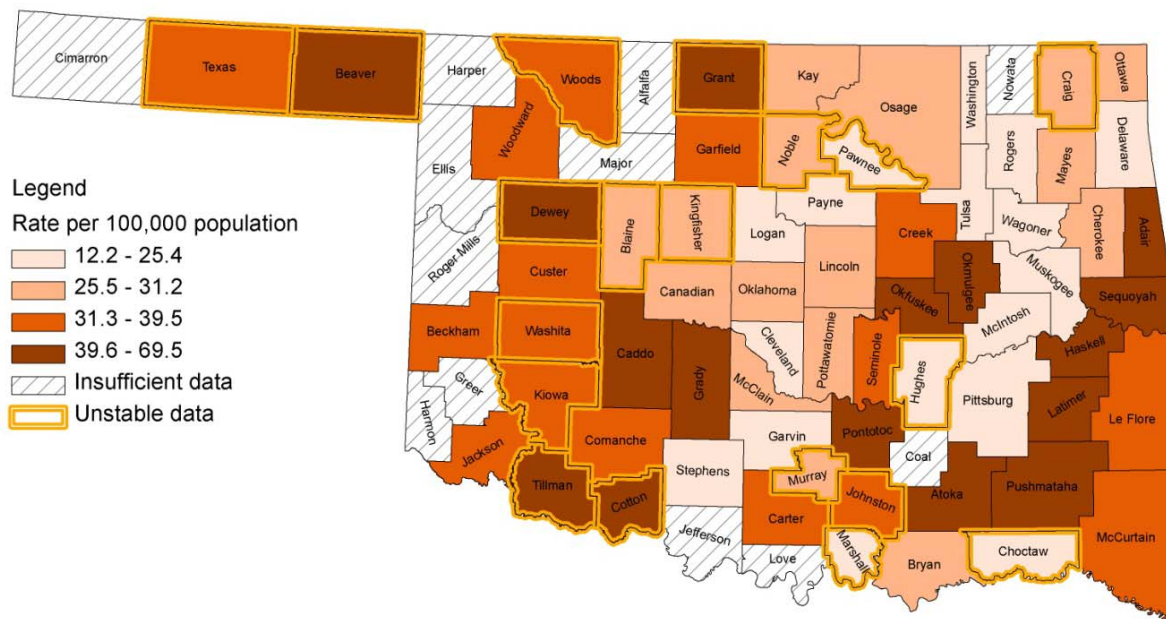 Cimarron
Texas
Beaver
Harper
Woods
Alfalfa
Grant
Kay
Osage
Washington
Nowata
Craig
Ottawa
Woodward
Ellis
Major
Garfield
Noble
Pawnee
Rogers
Mayes
Delaware
Legend
Rate per 100,000 population
12.2 - 25.4
25.5 - 31.2
31.3 - 39.5
39.6 - 69.5
Insufficient data
Unstable data
Roger Mills
Dewey
Blaine
Kingfisher
Logan
Payne
Creek
Tulsa
Wagoner
Cherokee
Adair
Custer
Canadian
Oklahoma
Lincoln
Okfuskee
Okmulgee
Muskogee
McIntosh
Sequoyah
Beckham
Washita
Caddo
Grady
Cleveland
McClain
Pottawatomie
Seminole
Hughes
Pittsburg
Haskell
Latimer
Le Flore
Greer
Harmon
Kiowa
Jackson
Comanche
Tillman
Cotton
Stephens
Garvin
Pontotoc
Coal
Murray
Johnston
Atoka
Pushmataha
McCurtain
Jefferson
Carter
Love
Marshall
Bryan
Choctaw